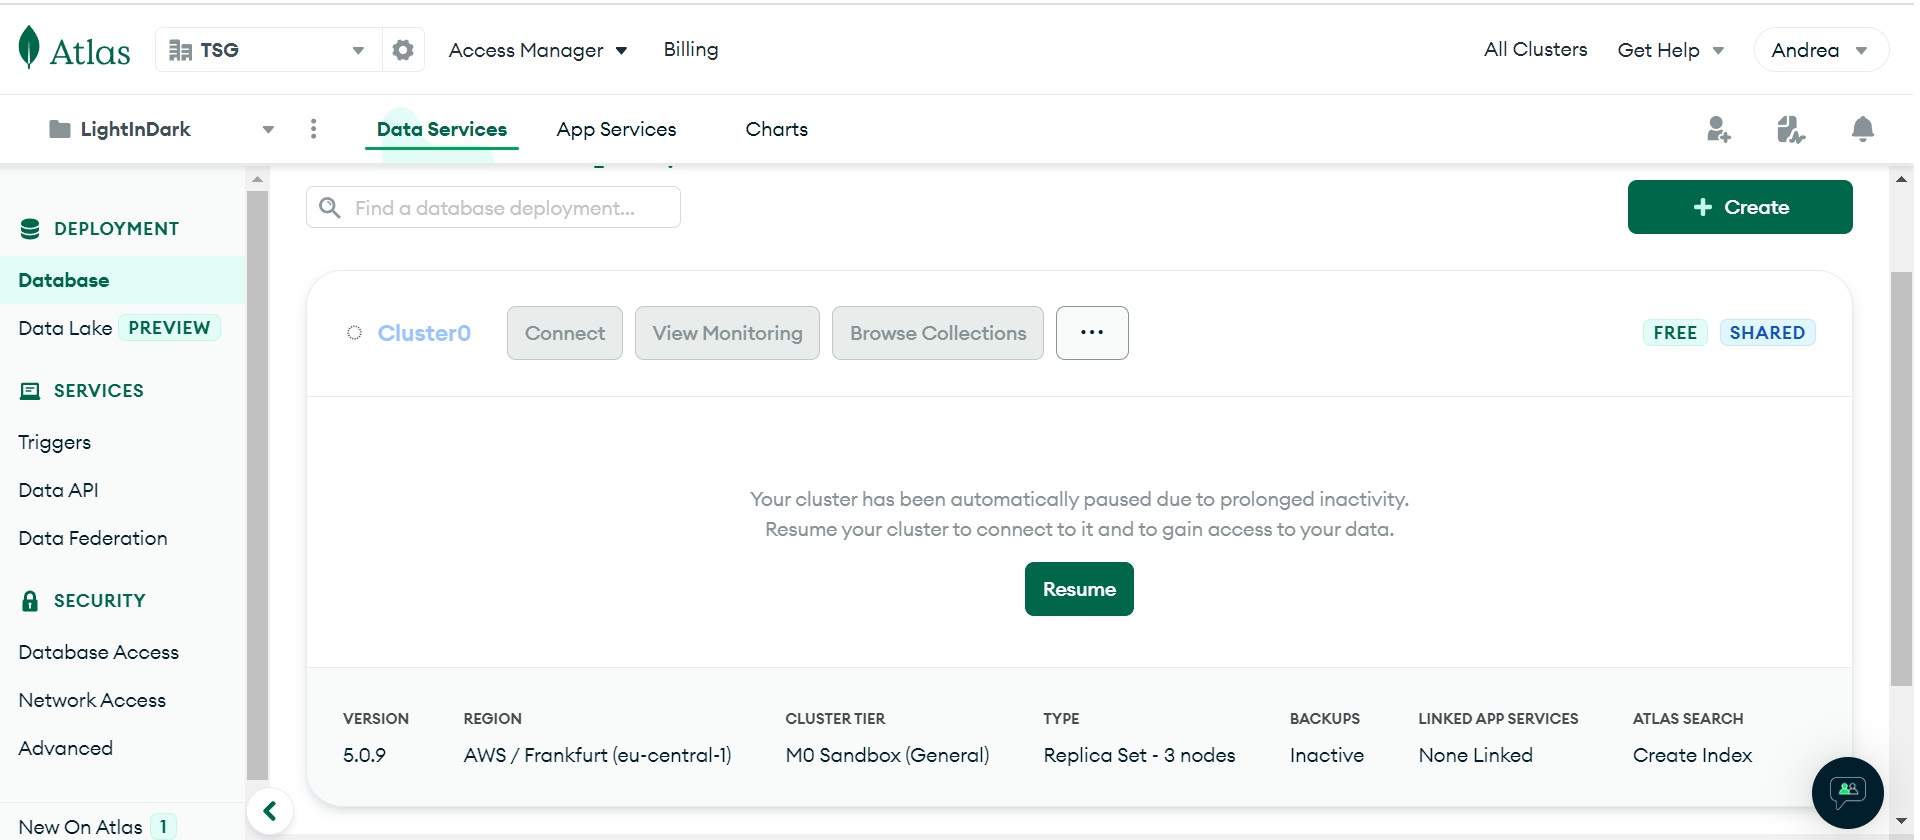 Atlas
TSG
Access Manager
Billing
All Clusters
Get Help
Andrea
LightInDark
Data Services
App Services
Charts
DEPLOYMENT
Database
Data Lake PREVIEW
SERVICES
Triggers
Data API
Data Federation
SECURITY
Database Access
Network Access
Advanced
New On Atlas 1
Find a database deployment...
+ Create
Cluster0
Connect
View Monitoring
Browse Collections
...
FREE
SHARED
Your cluster has been automatically paused due to prolonged inactivity.
Resume your cluster to connect to it and to gain access to your data.
Resume
VERSION
5.0.9
REGION
AWS / Frankfurt (eu-central-1)
CLUSTER TIER
M0 Sandbox (General)
TYPE
Replica Set - 3 nodes
BACKUPS
Inactive
LINKED APP SERVICES
None Linked
ATLAS SEARCH
Create Index